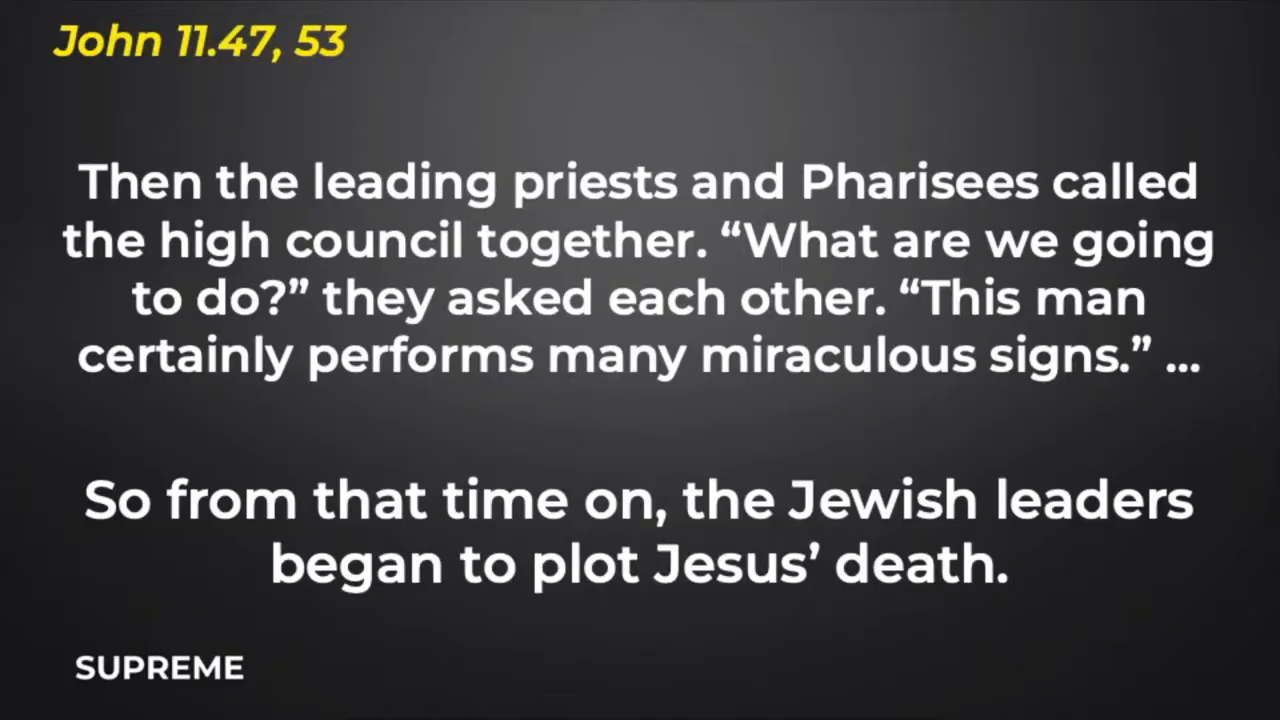 John 11.47, 53
Then the leading priests and Pharisees called
the high council together. “What are we going
to do?” they asked each other. “This man
certainly performs many miraculous signs.” ...
So from that time on, the Jewish leaders
began to plot Jesus’ death.
SUPREME